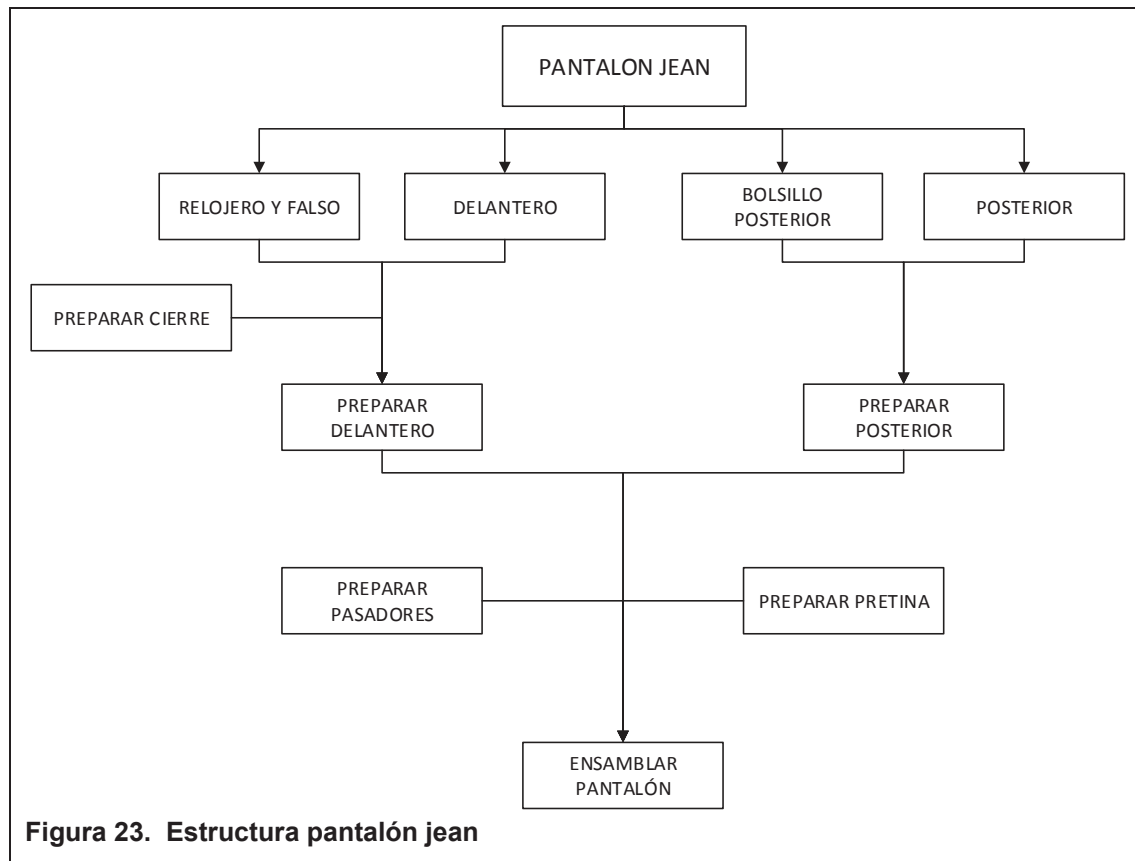 PANTALON JEAN
RELOJERO Y FALSO
DELANTERO
BOLSILLO
POSTERIOR
POSTERIOR
PREPARAR CIERRE
PREPARAR
DELANTERO
PREPARAR
POSTERIOR
PREPARAR
PASADORES
PREPARAR PRETINA
ENSAMBLAR
PANTALÓN
Figura 23. Estructura pantalón jean